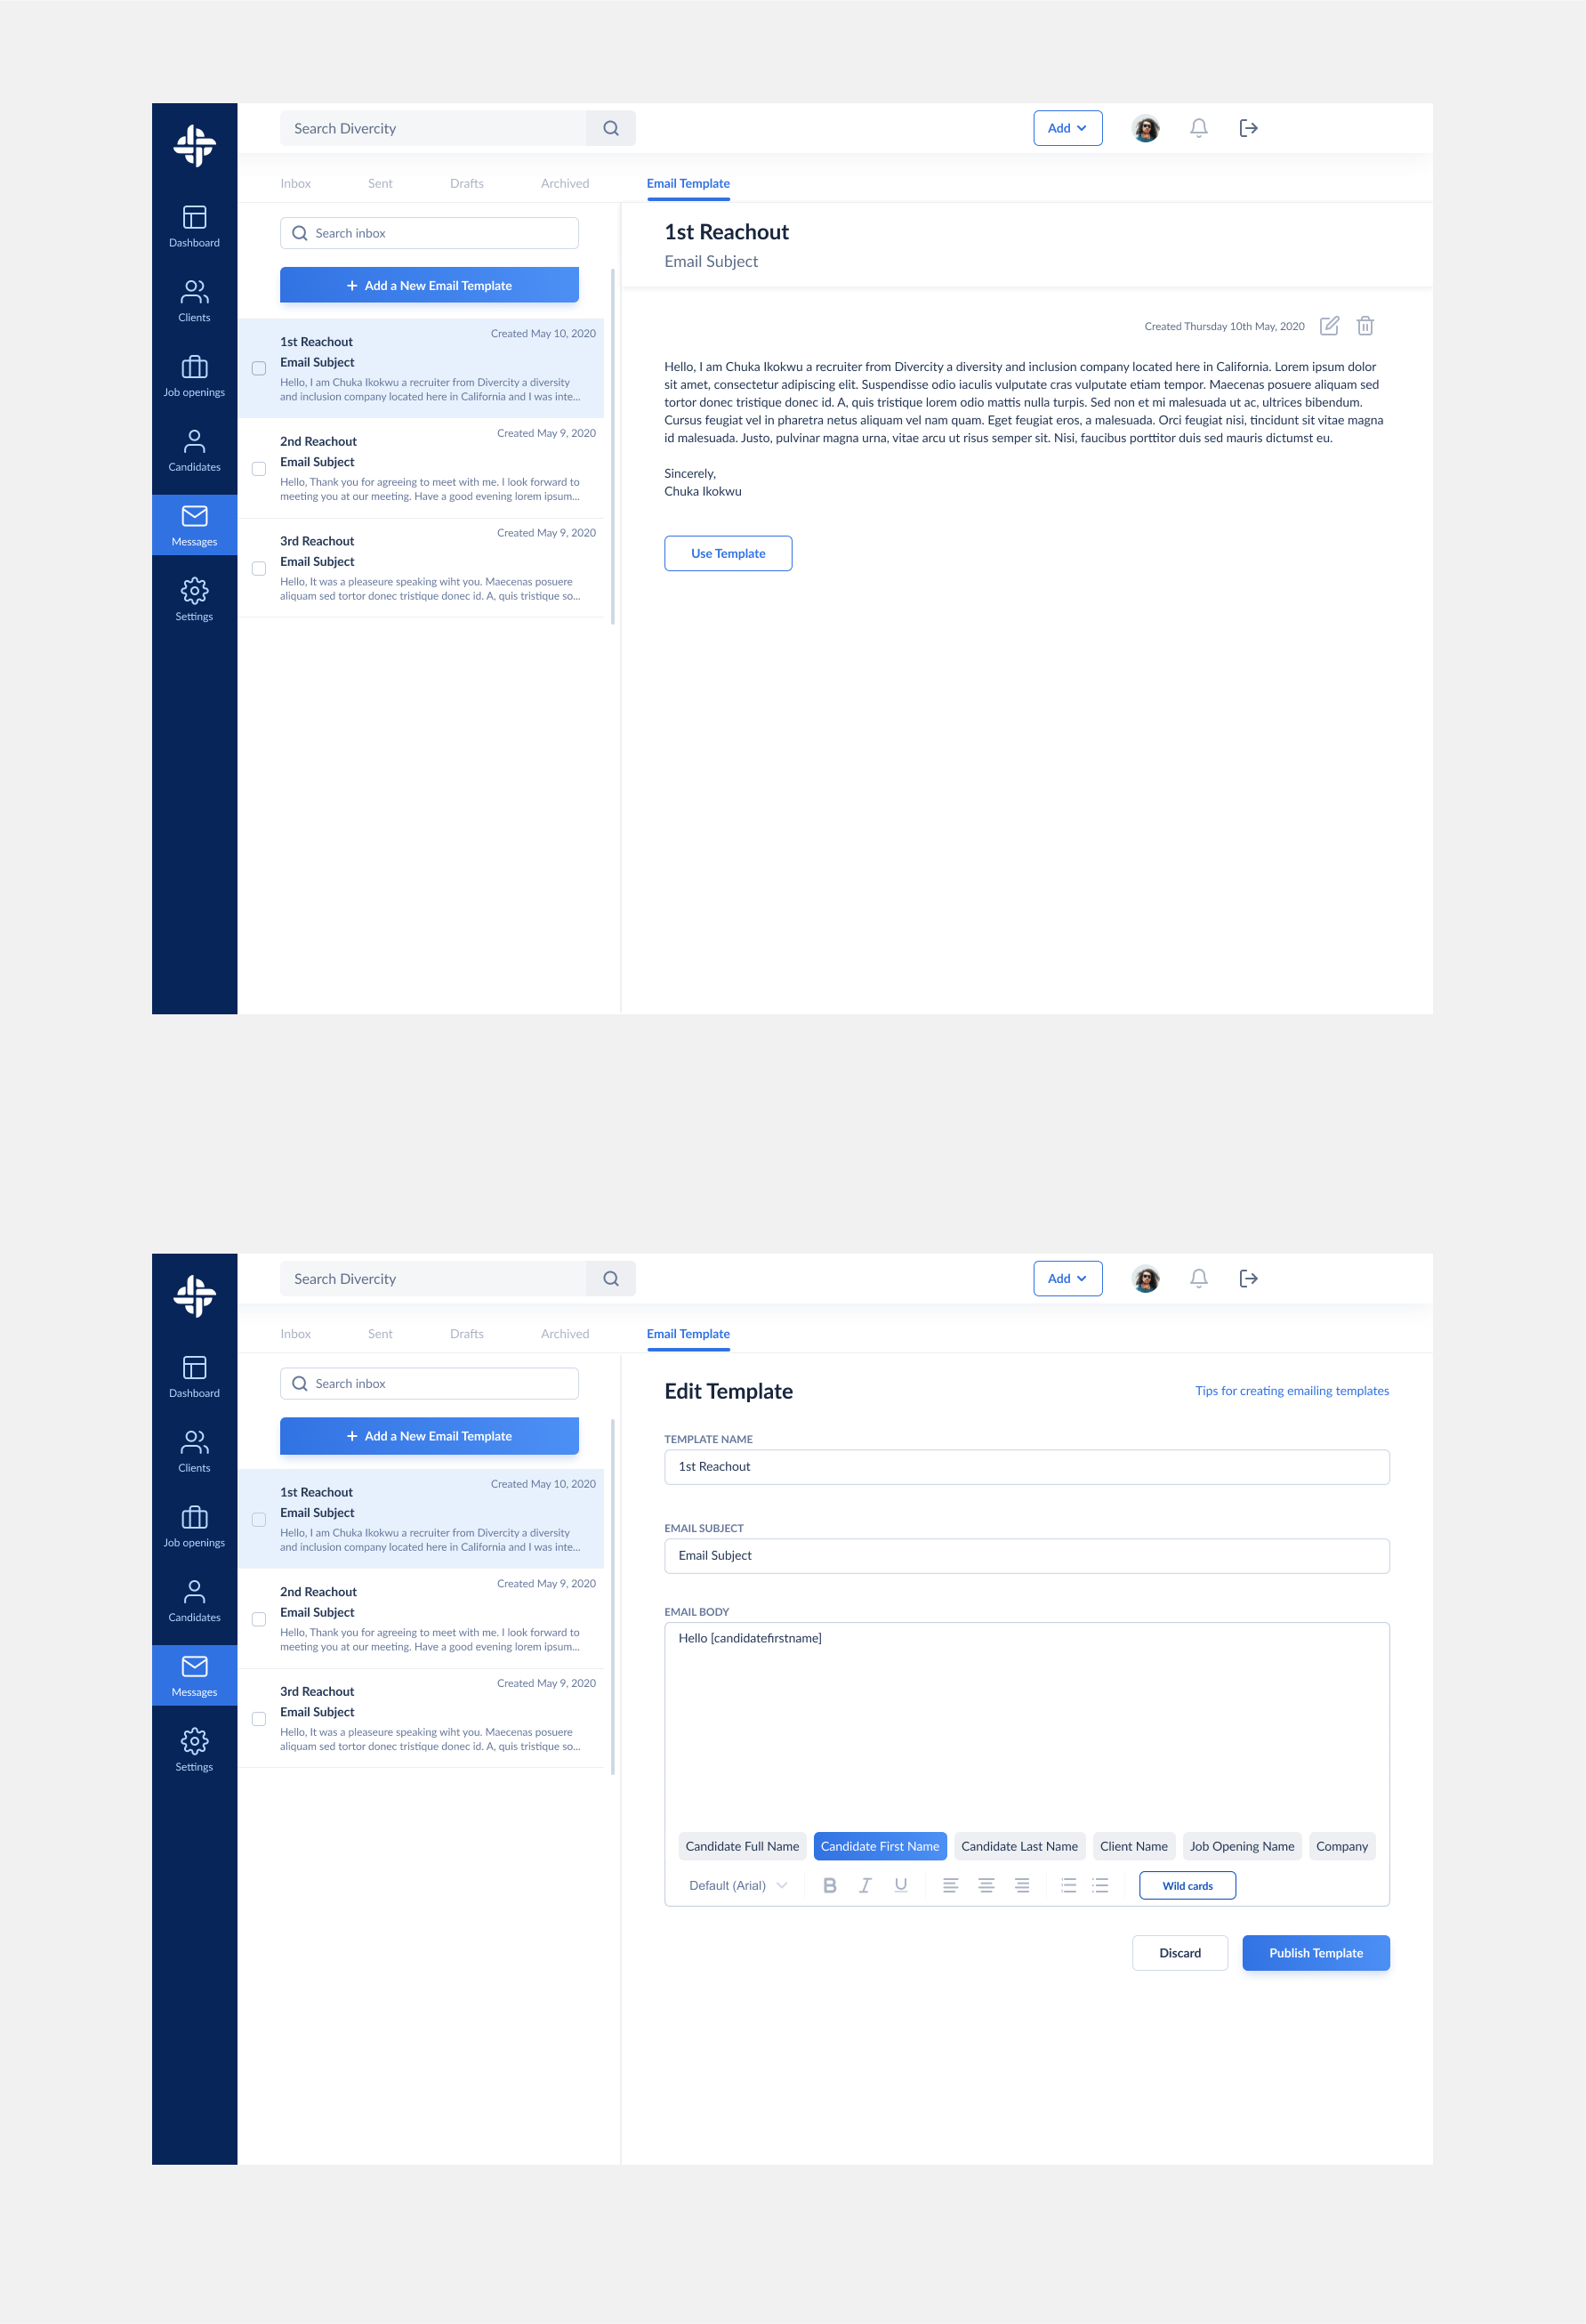 Search Divercity
Add
Dashboard
Clients
Job openings
Candidates
Messages
Settings
Inbox
Sent
Drafts
Archived
Email Template
Search inbox
+ Add a New Email Template
Created May 10, 2020
1st Reachout
Email Subject
Hello, I am Chuka Ikokwu a recruiter from Divercity a diversity
and inclusion company located here in California and I was inte...
Created May 9, 2020
2nd Reachout
Email Subject
Hello, Thank you for agreeing to meet with me. I look forward to
meeting you at our meeting. Have a good evening lorem ipsum...
Created May 9, 2020
3rd Reachout
Email Subject
Hello, It was a pleaseure speaking wiht you. Maecenas posuere
aliquam sed tortor donec tristique donec id. A, quis tristique so...
1st Reachout
Email Subject
Created Thursday 10th May, 2020
Hello, I am Chuka Ikokwu a recruiter from Divercity a diversity and inclusion company located here in California. Lorem ipsum dolor
sit amet, consectetur adipiscing elit. Suspendisse odio iaculis vulputate cras vulputate etiam tempor. Maecenas posuere aliquam sed
tortor donec tristique donec id. A, quis tristique lorem odio mattis nulla turpis. Sed non et mi malesuada ut ac, ultrices bibendum.
Cursus feugiat vel in pharetra netus aliquam vel nam quam. Eget feugiat eros, a malesuada. Orci feugiat nisi, tincidunt sit vitae magna
id malesuada. Justo, pulvinar magna urna, vitae arcu ut risus semper sit. Nisi, faucibus porttitor duis sed mauris dictumst eu.
Sincerely,
Chuka Ikokwu
Use Template
Search Divercity
Add
Dashboard
Clients
Job openings
Candidates
Messages
Settings
Inbox
Sent
Drafts
Archived
Email Template
Search inbox
+ Add a New Email Template
Created May 10, 2020
1st Reachout
Email Subject
Hello, I am Chuka Ikokwu a recruiter from Divercity a diversity
and inclusion company located here in California and I was inte...
Created May 9, 2020
2nd Reachout
Email Subject
Hello, Thank you for agreeing to meet with me. I look forward to
meeting you at our meeting. Have a good evening lorem ipsum...
Created May 9, 2020
3rd Reachout
Email Subject
Hello, It was a pleaseure speaking wiht you. Maecenas posuere
aliquam sed tortor donec tristique donec id. A, quis tristique so...
Edit Template
Tips for creating emailing templates
TEMPLATE NAME
1st Reachout
EMAIL SUBJECT
Email Subject
EMAIL BODY
Hello [candidatefirstname]
Candidate Full Name
Candidate First Name
Candidate Last Name
Client Name
Job Opening Name
Company
Default (Arial)
B
I
U
Wild cards
Discard
Publish Template